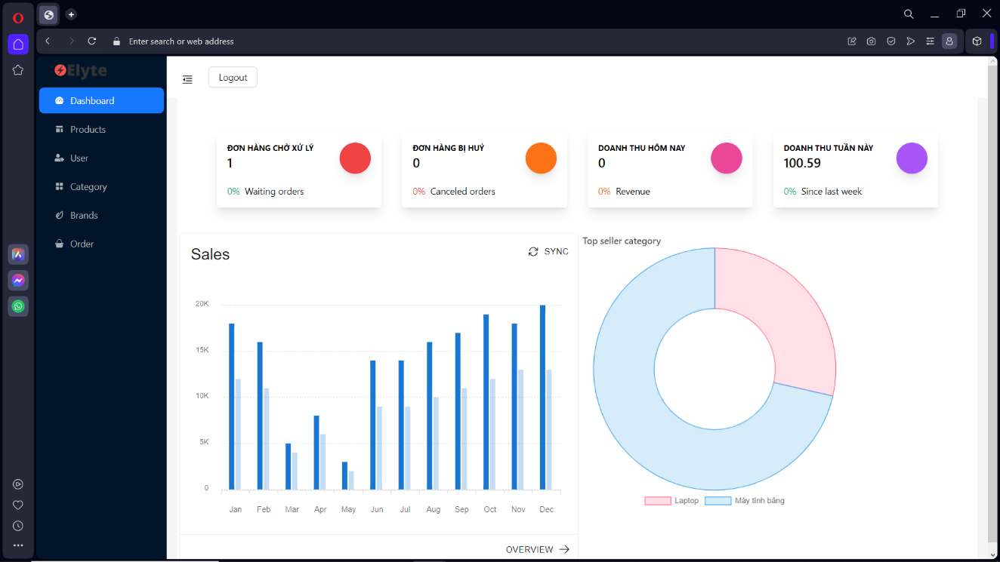 Enter search or web address
Elyte
Logout
Dashboard
Products
User
Category
Brands
Order
ĐƠN HÀNG CHỜ XỬ LÝ
1
0% Waiting orders
ĐƠN HÀNG BỊ HUỶ
0
0% Canceled orders
DOANH THU HÔM NAY
0
0% Revenue
DOANH THU TUẦN NÀY
100.59
0% Since last week
Sales
SYNC
20K
15K
10K
5K
0
Jan Feb Mar Apr May Jun Jul Aug Sep Oct Nov Dec
OVERVIEW
Top seller category
Laptop Máy tính bảng